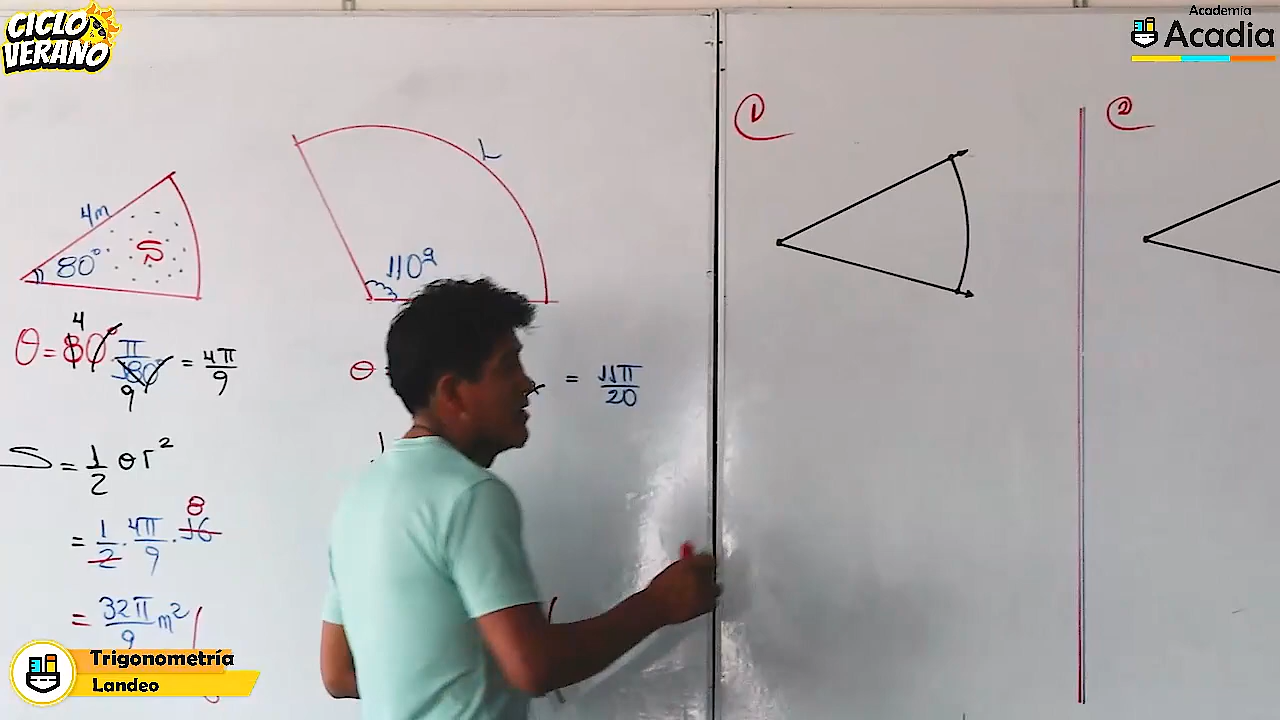 CICLO
VERANO
Academia
Acadia
4m
80°
S
θ = 80° π/180 = 4π/9
4
9
S = 1/2 θ r²
= 1/2 · 4π/9 · 16
8
= 32π/9 m²
L
110g
θ =
= 11π/20
1
2
Trigonometría
Landeo